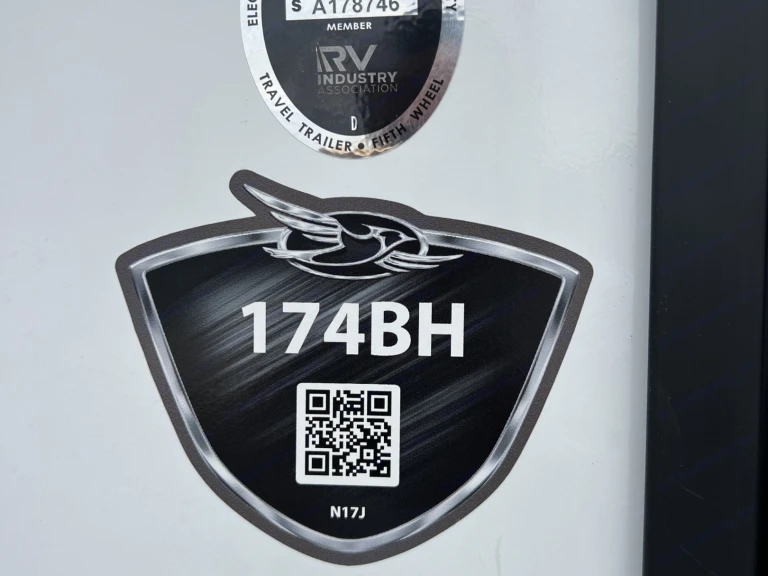 S A178746
MEMBER
RV
INDUSTRY
ASSOCIATION
D
TRAVEL TRAILER • FIFTH WHEEL
174BH
N17J